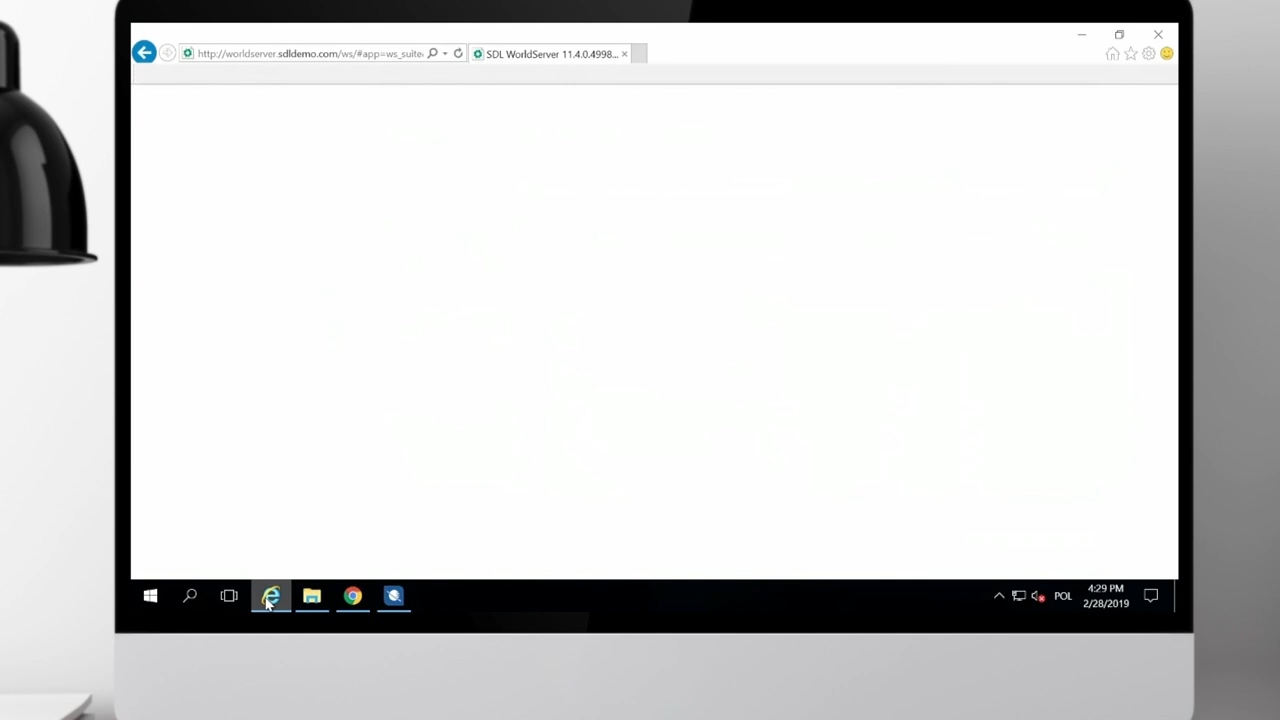 http://worldserver.sdldemo.com/ws/#app=ws_suite
SDL WorldServer 11.4.0.4998...
POL
4:29 PM
2/28/2019